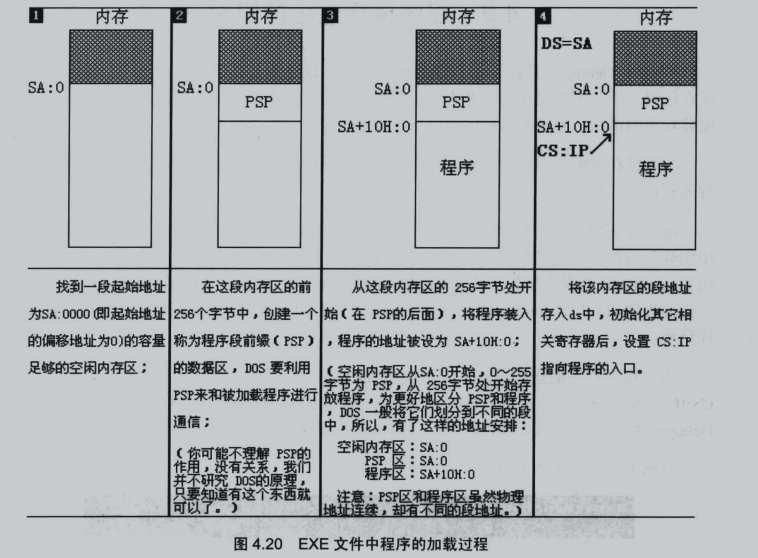 1 内存
SA:0
2 内存
SA:0
PSP
3 内存
SA:0
PSP
SA+10H:0
程序
4 内存
DS=SA
SA:0
PSP
SA+10H:0
CS:IP
程序
找到一段起始地址
为SA:0000(即起始地址
的偏移地址为0)的容量
足够的空闲内存区；
在这段内存区的前
256个字节中，创建一个
称为程序段前缀（PSP）
的数据区，DOS 要利用
PSP来和被加载程序进行
通信；
（你可能不理解 PSP的
作用，没有关系，我们
并不研究 DOS的原理，
只要知道有这个东西就
可以了。）
从这段内存区的 256字节处开
始（在 PSP的后面），将程序装入
，程序的地址被设为 SA+10H:0；
（空闲内存区从SA:0开始，0～255
字节为 PSP，从 256字节处开始存
放程序，为更好地区分 PSP和程序
，DOS 一般将它们划分到不同的段
中，所以，有了这样的地址安排：
空闲内存区：SA:0
PSP 区：SA:0
程序区：SA+10H:0
注意：PSP区和程序区虽然物理
地址连续，却有不同的段地址。）
将该内存区的段地址
存入ds中，初始化其它相
关寄存器后，设置 CS:IP
指向程序的入口。
图 4.20 EXE 文件中程序的加载过程